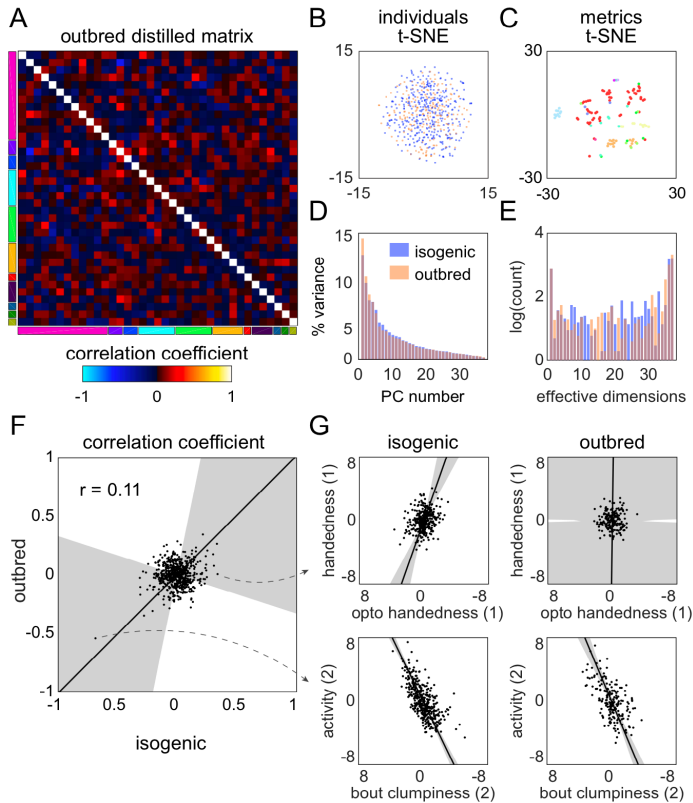 A
outbred distilled matrix
correlation coefficient
-1 0 1
B
individuals
t-SNE
15
-15
-15 15
C
metrics
t-SNE
30
-30
-30 30
D
% variance
15
10
5
0
isogenic
outbred
0 10 20 30
PC number
E
log(count)
4
2
0
0 10 20 30
effective dimensions
F
correlation coefficient
r = 0.11
outbred
1
0.5
0
-0.5
-1
-1 0.5 0 0.5 1
isogenic
G
isogenic
handedness (1)
8
0
-8
8 0 -8
opto handedness (1)
outbred
handedness (1)
8
0
-8
8 0 -8
opto handedness (1)
activity (2)
8
0
-8
8 0 -8
bout clumpiness (2)
activity (2)
8
0
-8
8 0 -8
bout clumpiness (2)